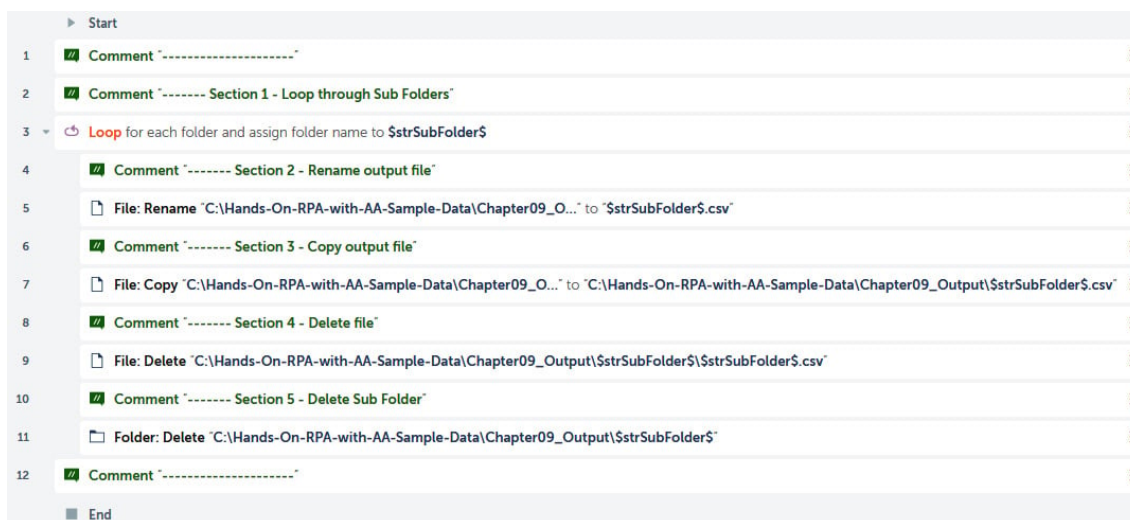 Start
1 Comment "---------------------"
2 Comment "------- Section 1 - Loop through Sub Folders"
3 Loop for each folder and assign folder name to $strSubFolder$
4 Comment "------- Section 2 - Rename output file"
5 File: Rename "C:\Hands-On-RPA-with-AA-Sample-Data\Chapter09_O..." to "$strSubFolder$.csv"
6 Comment "------- Section 3 - Copy output file"
7 File: Copy "C:\Hands-On-RPA-with-AA-Sample-Data\Chapter09_O..." to "C:\Hands-On-RPA-with-AA-Sample-Data\Chapter09_Output\$strSubFolder$.csv"
8 Comment "------- Section 4 - Delete file"
9 File: Delete "C:\Hands-On-RPA-with-AA-Sample-Data\Chapter09_Output\$strSubFolder$\$strSubFolder$.csv"
10 Comment "------- Section 5 - Delete Sub Folder"
11 Folder: Delete "C:\Hands-On-RPA-with-AA-Sample-Data\Chapter09_Output\$strSubFolder$"
12 Comment "---------------------"
End